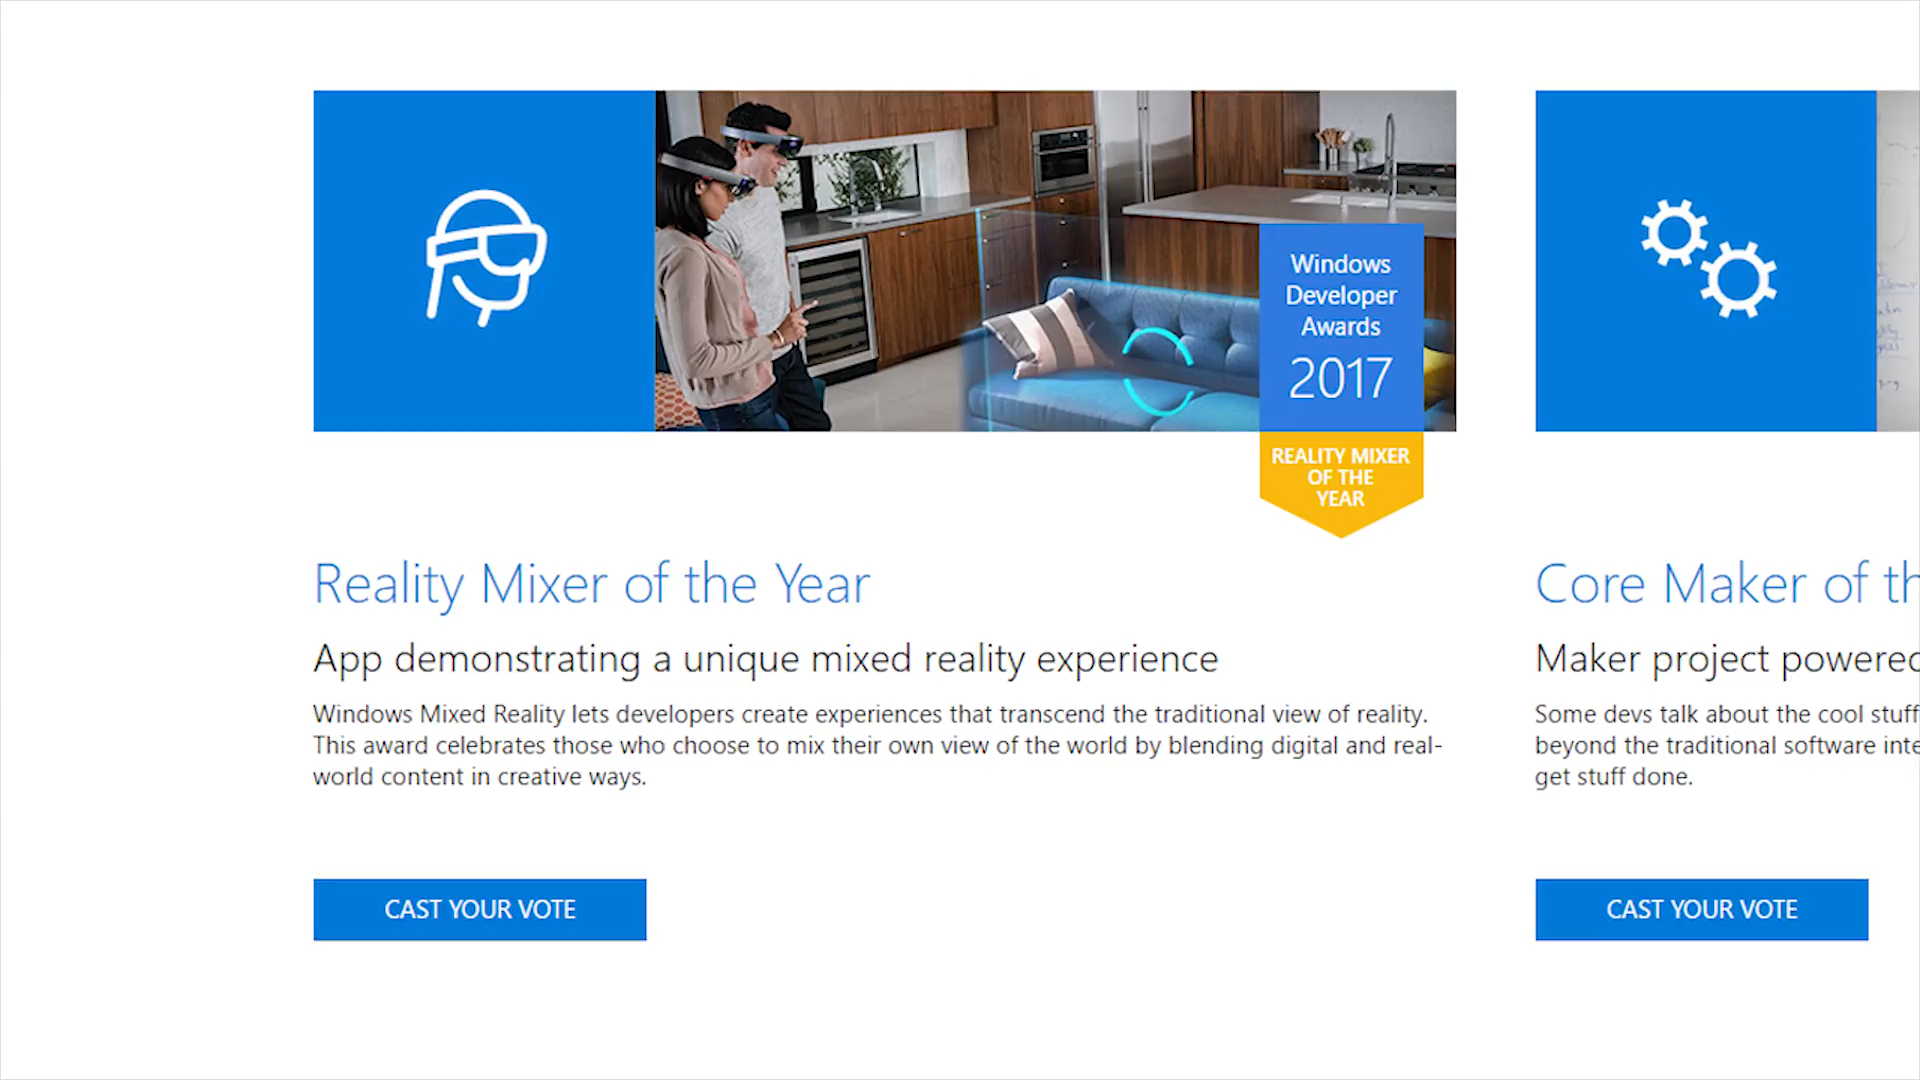 Windows
Developer
Awards
2017
REALITY MIXER
OF THE
YEAR
Reality Mixer of the Year
App demonstrating a unique mixed reality experience
Windows Mixed Reality lets developers create experiences that transcend the traditional view of reality.
This award celebrates those who choose to mix their own view of the world by blending digital and real-
world content in creative ways.
CAST YOUR VOTE
Core Maker of th
Maker project powered
Some devs talk about the cool stuff
beyond the traditional software inte
get stuff done.
CAST YOUR VOTE